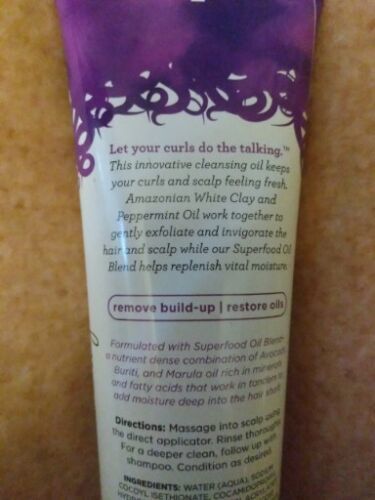 Let your curls do the talking.™
This innovative cleansing oil keeps
your curls and scalp feeling fresh.
Amazonian White Clay and
Peppermint Oil work together to
gently exfoliate and invigorate the
hair and scalp while our Superfood Oil
Blend helps replenish vital moisture.
remove build-up | restore oils
Formulated with Superfood Oil Blend-
a nutrient dense combination of Avocado,
Buriti, and Marula oil rich in minerals
and fatty acids that work in tandem to
add moisture deep into the hair shaft.
Directions: Massage into scalp using
the direct applicator. Rinse thoroughly.
For a deeper clean, follow up with
shampoo. Condition as desired.
INGREDIENTS: WATER (AQUA), SODIUM
COCOYL ISETHIONATE,